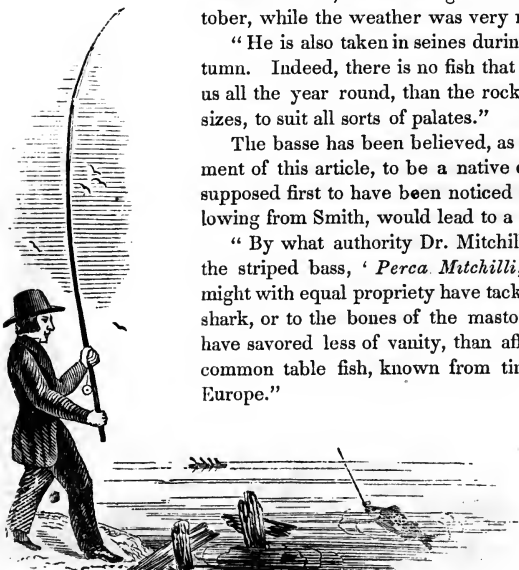 tober, while the weather was very
“ He is also taken in seines durin
tumn. Indeed, there is no fish that
us all the year round, than the rock
sizes, to suit all sorts of palates.”
The basse has been believed, as
ment of this article, to be a native
supposed first to have been noticed
lowing from Smith, would lead to a
“ By what authority Dr. Mitchil
the striped bass, ‘ Perca Mitchilli,
might with equal propriety have tack
shark, or to the bones of the masto
have savored less of vanity, than aff
common table fish, known from tim
Europe.”